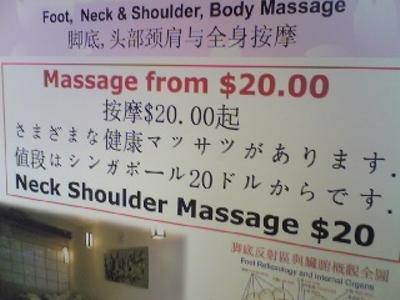 Foot, Neck & Shoulder, Body Massage
脚底,头部颈肩与全身按摩
Massage from $20.00
按摩$20.00起
さまざまな健康マッサツがあります.
値段はシンガボール20ドルからです.
Neck Shoulder Massage $20
脚底反射區與臟腑概觀全圖
Foot Reflexology and Internal Organs